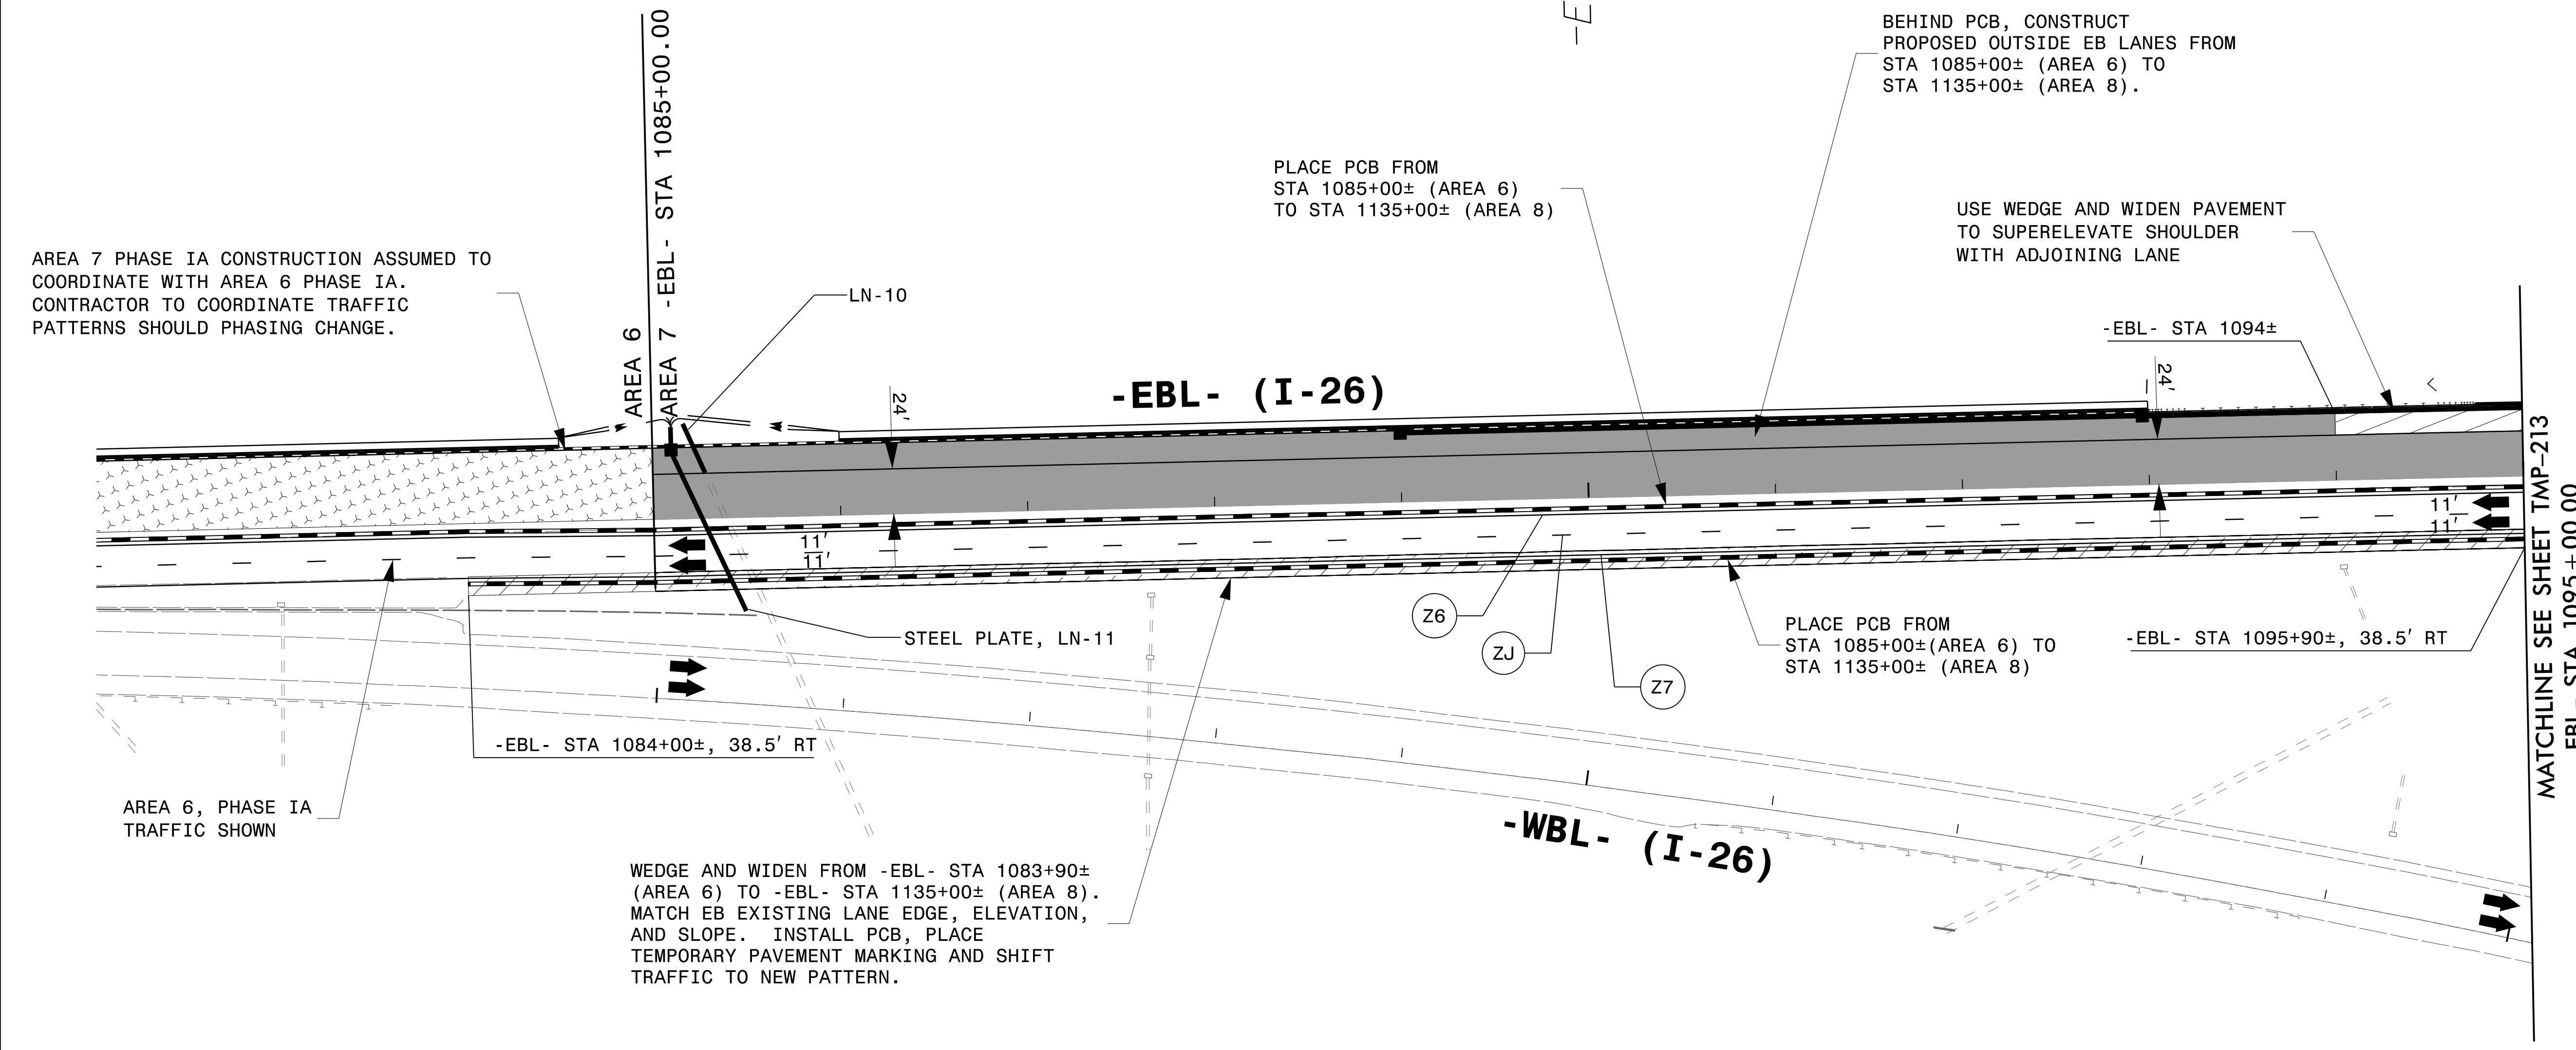 -E
BEHIND PCB, CONSTRUCT
PROPOSED OUTSIDE EB LANES FROM
STA 1085+00± (AREA 6) TO
STA 1135+00± (AREA 8).
PLACE PCB FROM
STA 1085+00± (AREA 6)
TO STA 1135+00± (AREA 8)
USE WEDGE AND WIDEN PAVEMENT
TO SUPERELEVATE SHOULDER
WITH ADJOINING LANE
AREA 7 PHASE IA CONSTRUCTION ASSUMED TO
COORDINATE WITH AREA 6 PHASE IA.
CONTRACTOR TO COORDINATE TRAFFIC
PATTERNS SHOULD PHASING CHANGE.
AREA 6
AREA 7 -EBL- STA 1085+00.00
LN-10
-EBL- STA 1094±
-EBL- (I-26)
24'
24'
11'
11'
11'
11'
STEEL PLATE, LN-11
Z6
ZJ
Z7
PLACE PCB FROM
STA 1085+00±(AREA 6) TO
STA 1135+00± (AREA 8)
-EBL- STA 1095+90±, 38.5' RT
-EBL- STA 1084+00±, 38.5' RT
AREA 6, PHASE IA
TRAFFIC SHOWN
WEDGE AND WIDEN FROM -EBL- STA 1083+90±
(AREA 6) TO -EBL- STA 1135+00± (AREA 8).
MATCH EB EXISTING LANE EDGE, ELEVATION,
AND SLOPE. INSTALL PCB, PLACE
TEMPORARY PAVEMENT MARKING AND SHIFT
TRAFFIC TO NEW PATTERN.
-WBL- (I-26)
MATCHLINE SEE SHEET TMP-213
EBL- STA 1095+00.00